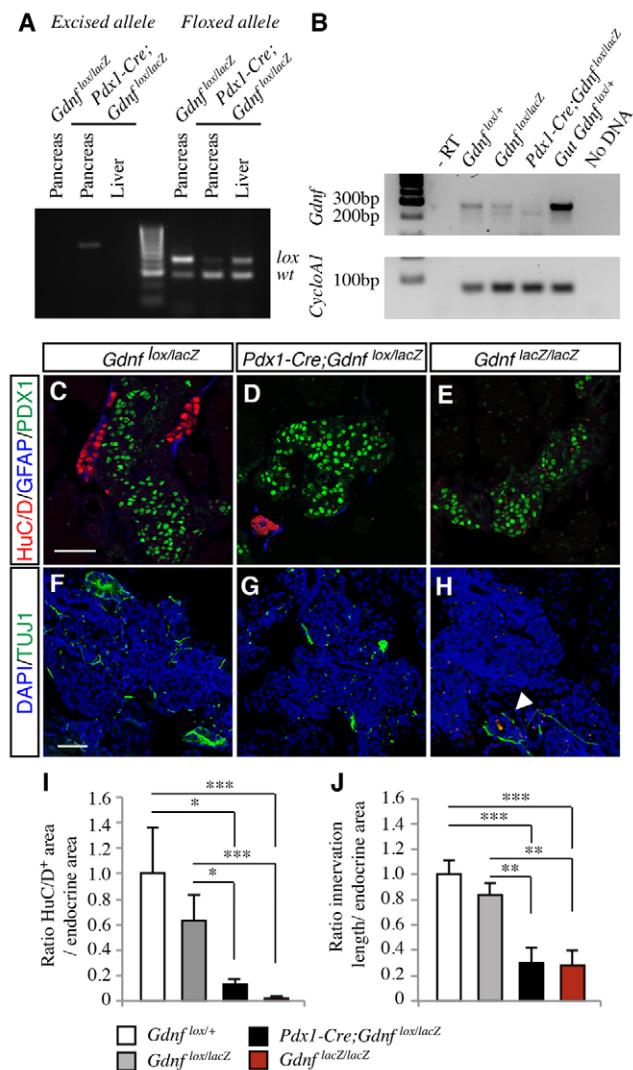 A
Excised allele
Floxed allele
Gdnf lox/lacZ
Pdx1-Cre;
Gdnf lox/lacZ
Gdnf lox/lacZ
Pdx1-Cre;
Gdnf lox/lacZ
Pancreas
Pancreas
Liver
Pancreas
Pancreas
Liver
lox
wt
B
- RT
Gdnf lox/+
Gdnf lox/lacZ
Pdx1-Cre;Gdnf lox/lacZ
Gut Gdnf lox/+
No DNA
Gdnf
300bp
200bp
CycloA1
100bp
Gdnf lox/lacZ
Pdx1-Cre;Gdnf lox/lacZ
Gdnf lacZ/lacZ
HuC/D/GFAP/PDX1
C
D
E
DAPI/TUJ1
F
G
H
I
Ratio HuC/D+ area
/ endocrine area
1.6
1.4
1.2
1.0
0.8
0.6
0.4
0.2
0
***
*
***
*
J
Ratio innervation
length/ endocrine area
1.6
1.4
1.2
1.0
0.8
0.6
0.4
0.2
0
***
***
**
**
Gdnf lox/+
Pdx1-Cre;Gdnf lox/lacZ
Gdnf lox/lacZ
Gdnf lacZ/lacZ